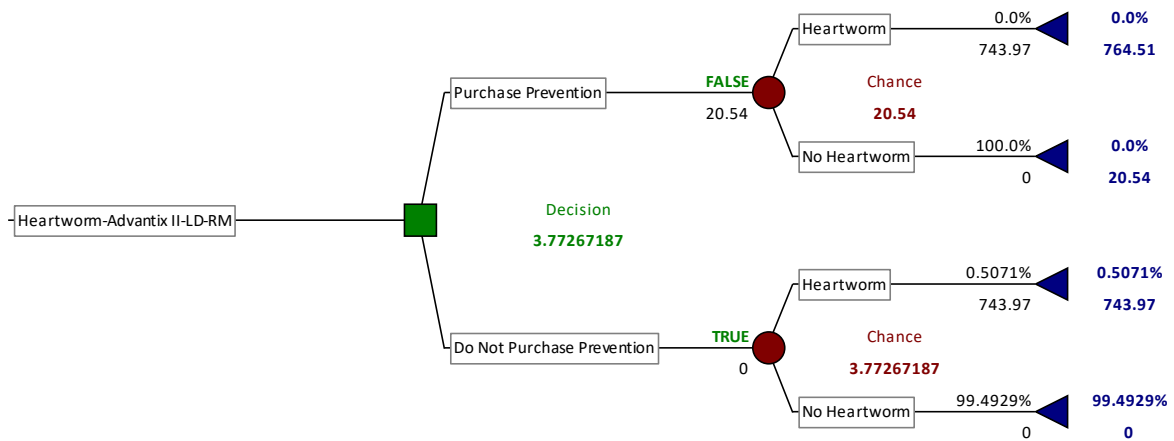 0.0% 0.0%
Heartworm
743.97 764.51
FALSE Chance
Purchase Prevention
20.54 20.54
100.0% 0.0%
No Heartworm
0 20.54
Decision
Heartworm-Advantix II-LD-RM
3.77267187
0.5071% 0.5071%
Heartworm
743.97 743.97
TRUE Chance
Do Not Purchase Prevention
0 3.77267187
99.4929% 99.4929%
No Heartworm
0 0